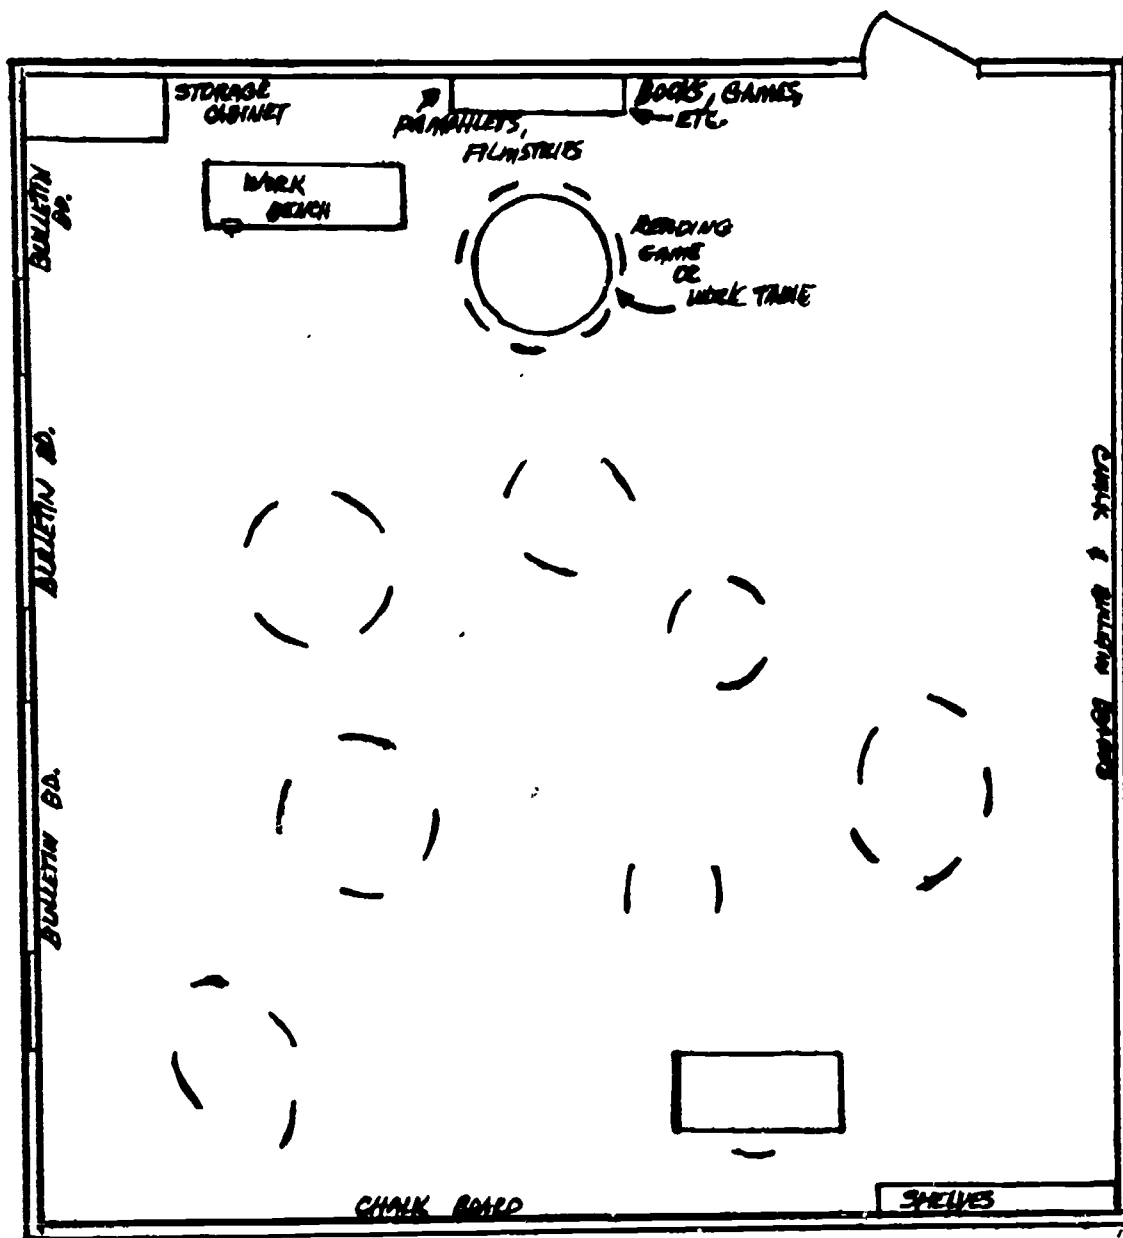 STORAGE
CABINET
PAMPHLETS,
FILMSTRIPS
BOOKS, GAMES,
ETC.
WORK
BENCH
READING
GAME
OR
WORK TABLE
BULLETIN
BD.
BULLETIN BD.
BULLETIN BD.
CHALK & BULLETIN BOARDS
CHALK BOARD
SHELVES